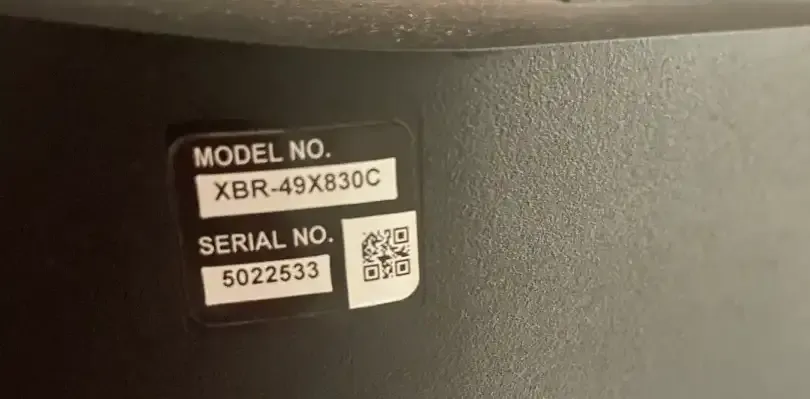 MODEL NO.
XBR-49X830C
SERIAL NO.
5022533